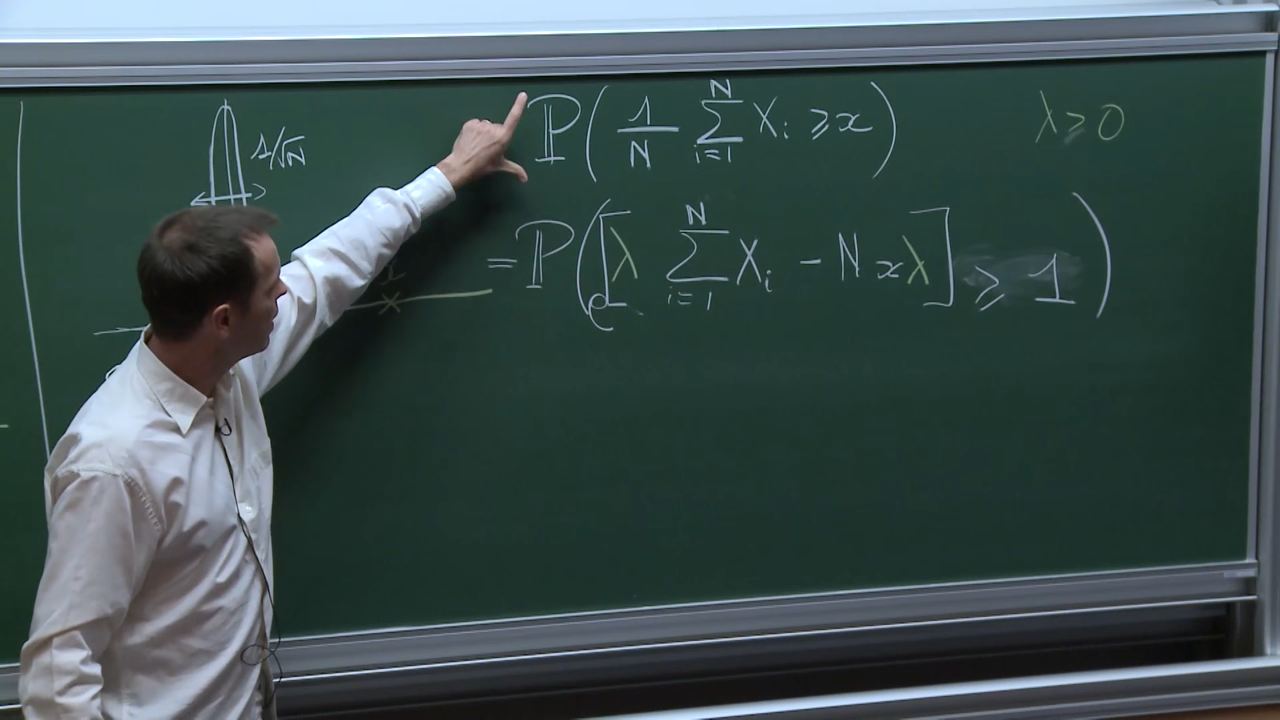 1/√N
ℙ( 1/N ∑_{i=1}^{N} X_i ≥ x )
λ ≥ 0
= ℙ( e^[ λ ∑_{i=1}^{N} X_i - N x λ ] ≥ 1 )